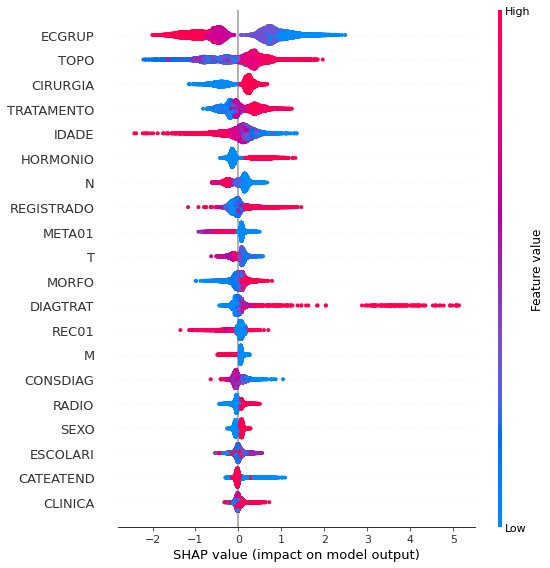 High
ECGRUP
TOPO
CIRURGIA
TRATAMENTO
IDADE
HORMONIO
N
REGISTRADO
META01
T
MORFO
DIAGTRAT
REC01
M
CONSDIAG
RADIO
SEXO
ESCOLARI
CATEATEND
CLINICA
Feature value
Low
−2 −1 0 1 2 3 4 5
SHAP value (impact on model output)